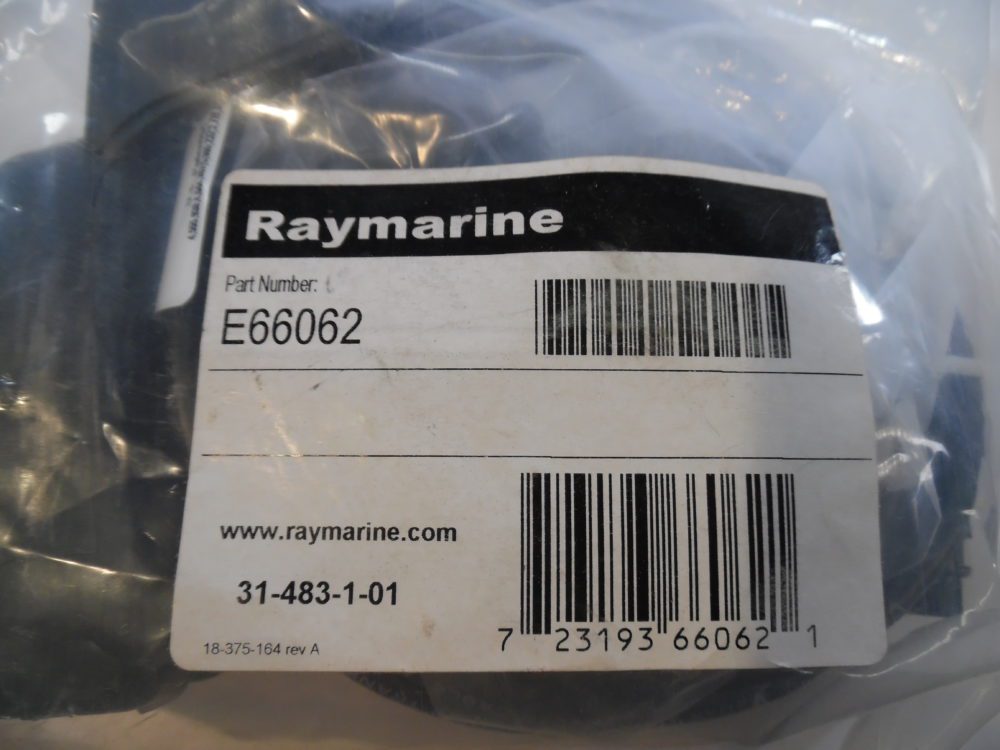 Raymarine
Part Number:
E66062
www.raymarine.com
31-483-1-01
18-375-164 rev A
7 23193 66062 1